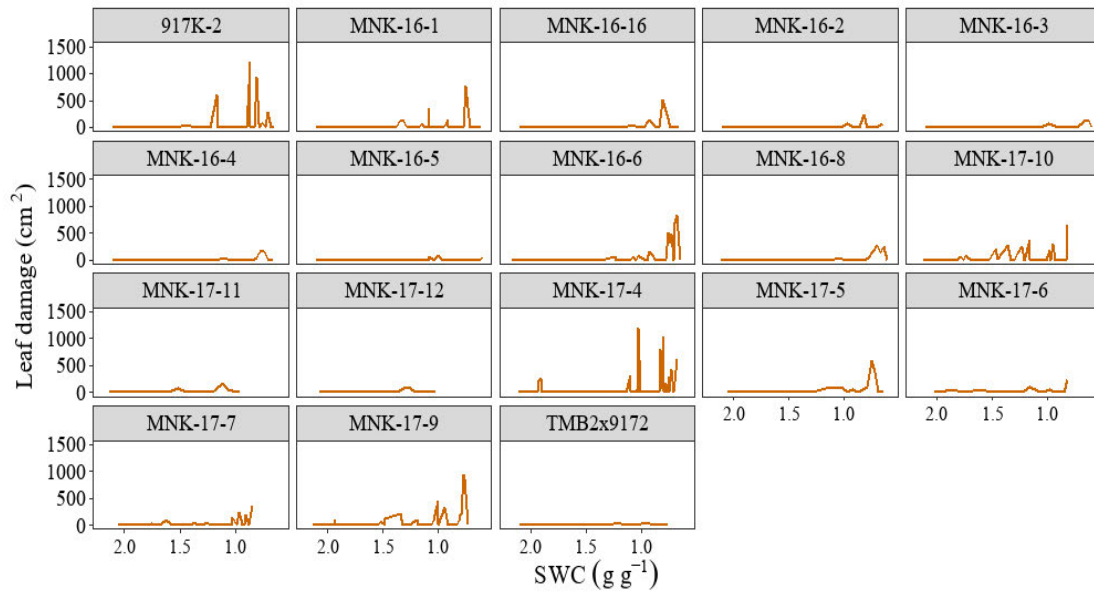 917K-2 MNK-16-1 MNK-16-16 MNK-16-2 MNK-16-3
1500
1000
500
0
MNK-16-4 MNK-16-5 MNK-16-6 MNK-16-8 MNK-17-10
1500
1000
500
0
MNK-17-11 MNK-17-12 MNK-17-4 MNK-17-5 MNK-17-6
1500
1000
500
0
2.0 1.5 1.0 2.0 1.5 1.0
MNK-17-7 MNK-17-9 TMB2x9172
1500
1000
500
0
2.0 1.5 1.0 2.0 1.5 1.0 2.0 1.5 1.0
Leaf damage (cm²)
SWC (g g⁻¹)